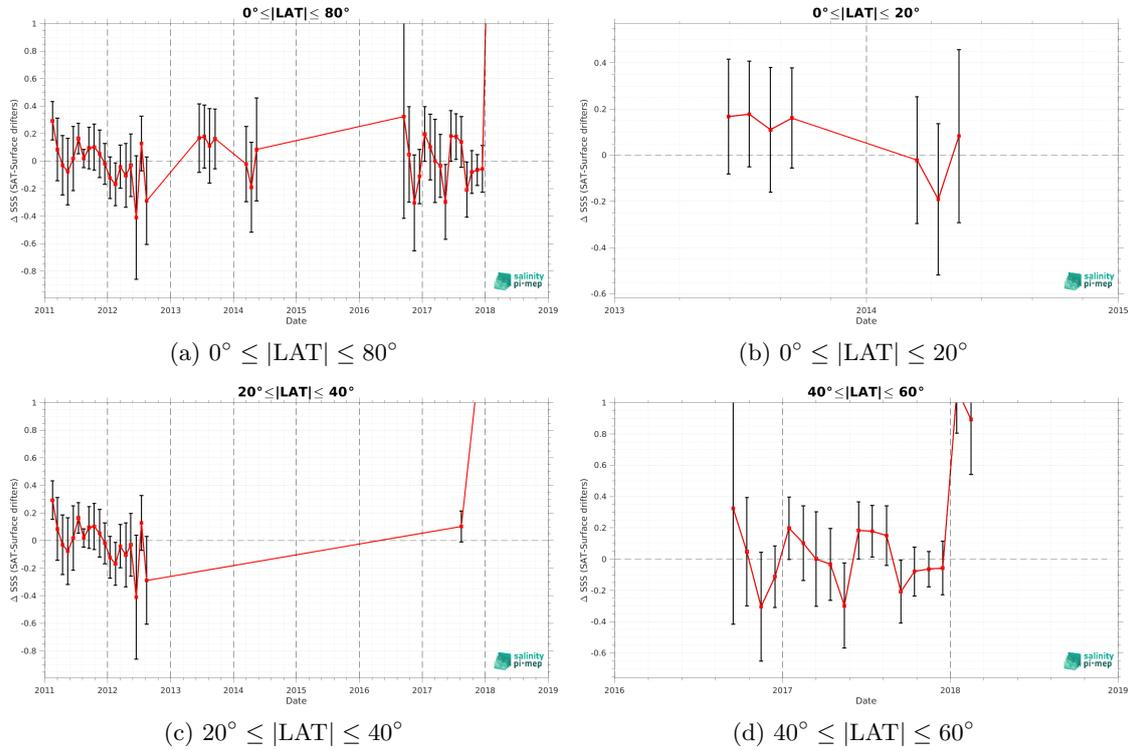 0°≤|LAT|≤ 80°
1
0.8
0.6
0.4
0.2
0
-0.2
-0.4
-0.6
-0.8
Δ SSS (SAT-Surface drifters)
2011 2012 2013 2014 2015 2016 2017 2018 2019
Date
salinity
pi-mep
(a) 0° ≤ |LAT| ≤ 80°
0°≤|LAT|≤ 20°
0.4
0.2
0
-0.2
-0.4
-0.6
Δ SSS (SAT-Surface drifters)
2013 2014 2015
Date
salinity
pi-mep
(b) 0° ≤ |LAT| ≤ 20°
20°≤|LAT|≤ 40°
1
0.8
0.6
0.4
0.2
0
-0.2
-0.4
-0.6
-0.8
Δ SSS (SAT-Surface drifters)
2011 2012 2013 2014 2015 2016 2017 2018 2019
Date
salinity
pi-mep
(c) 20° ≤ |LAT| ≤ 40°
40°≤|LAT|≤ 60°
1
0.8
0.6
0.4
0.2
0
-0.2
-0.4
-0.6
Δ SSS (SAT-Surface drifters)
2016 2017 2018 2019
Date
salinity
pi-mep
(d) 40° ≤ |LAT| ≤ 60°